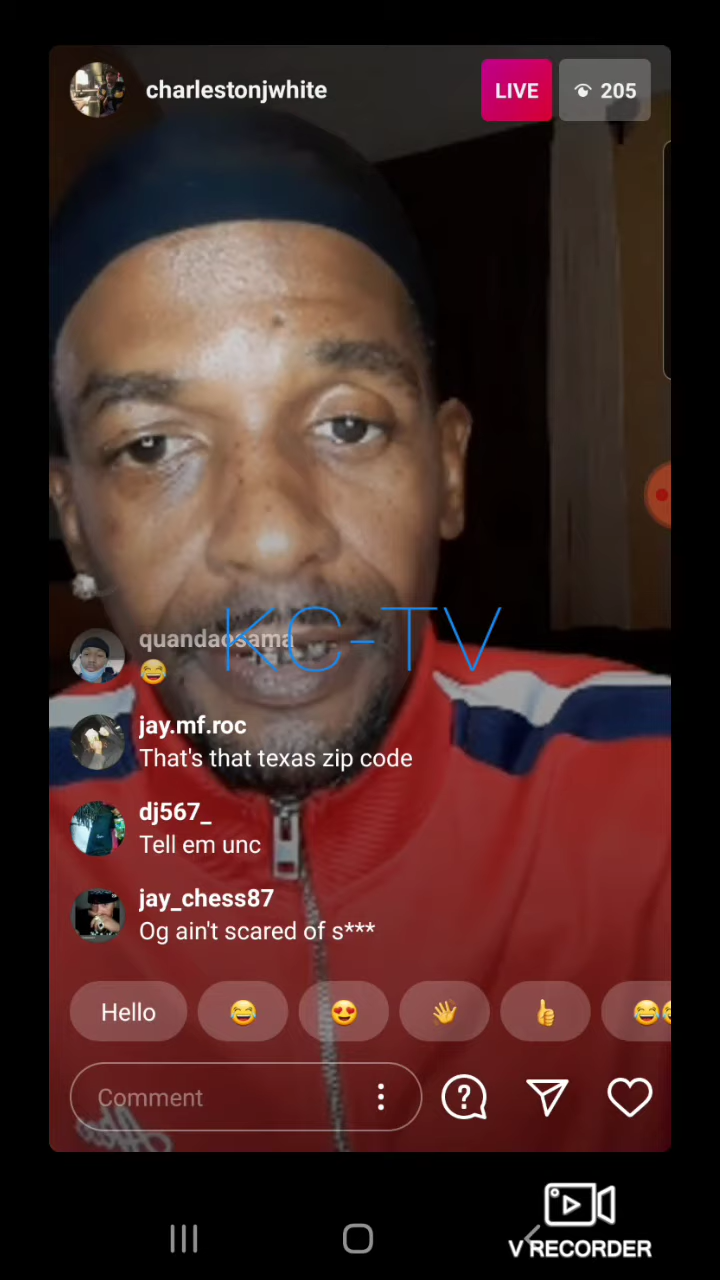 charlestonjwhite
LIVE
205
KC-TV
quandaosama
😂
jay.mf.roc
That's that texas zip code
dj567_
Tell em unc
jay_chess87
Og ain't scared of s***
Hello
Comment
V RECORDER